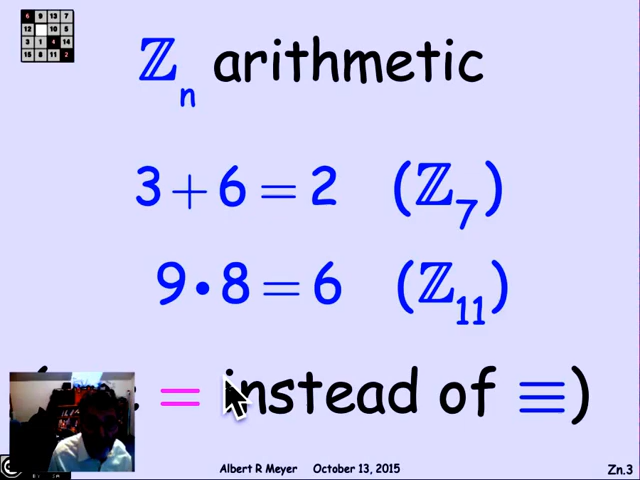 ℤn arithmetic
3 + 6 = 2 (ℤ7)
9 • 8 = 6 (ℤ11)
= instead of ≡)
Albert R Meyer October 13, 2015
Zn.3